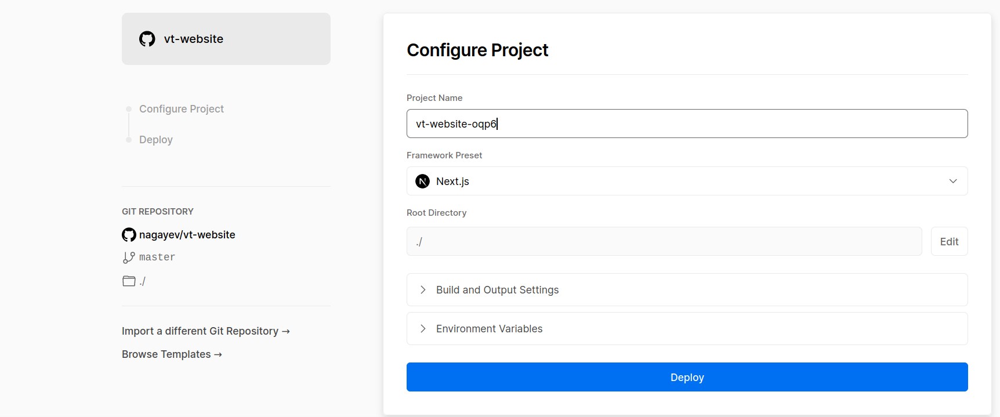 vt-website
Configure Project
Deploy
GIT REPOSITORY
nagayev/vt-website
master
./
Import a different Git Repository →
Browse Templates →
Configure Project
Project Name
vt-website-oqp6
Framework Preset
N Next.js
Root Directory
./
Edit
Build and Output Settings
Environment Variables
Deploy